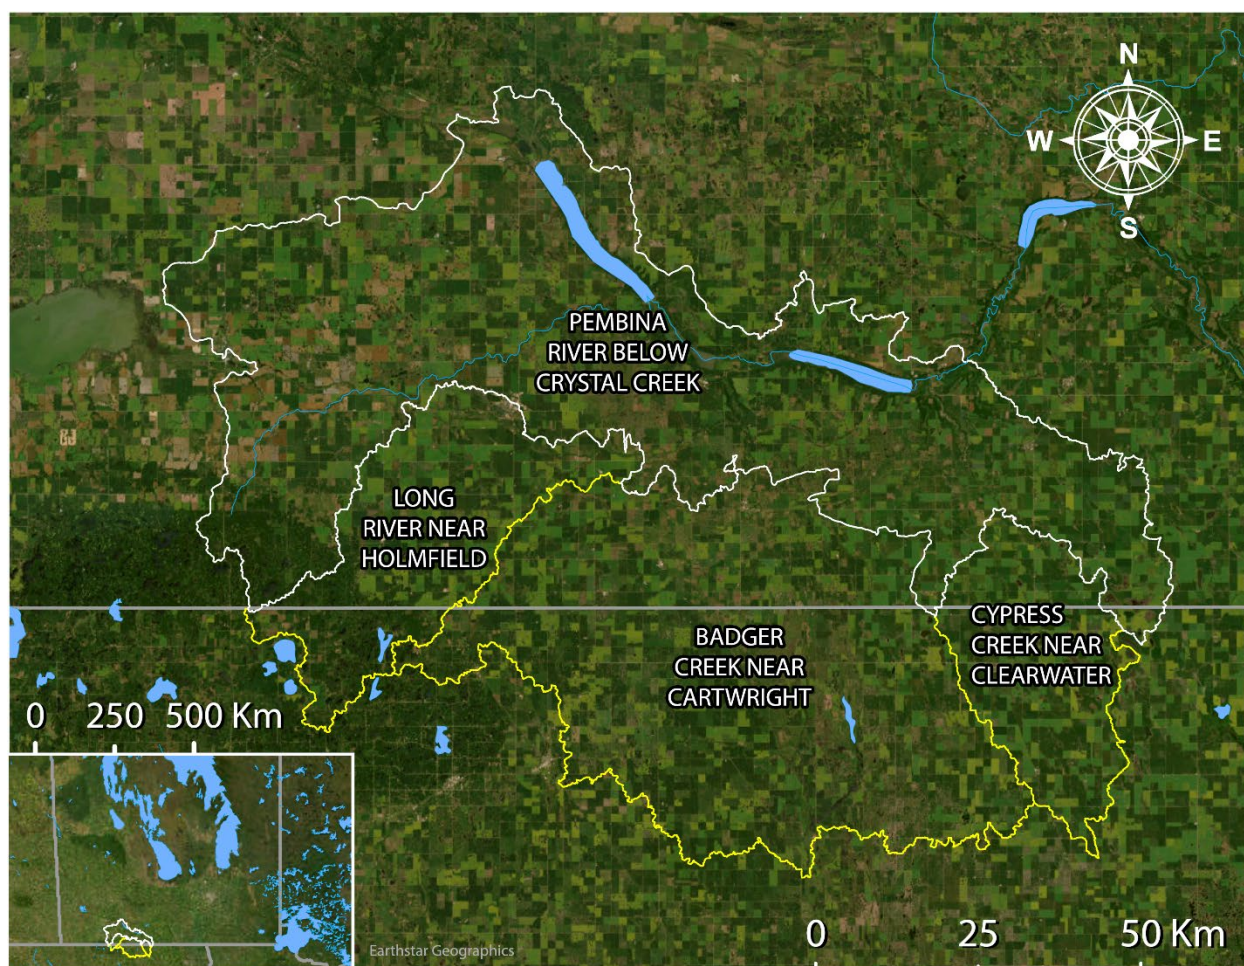 N
W E
S
PEMBINA
RIVER BELOW
CRYSTAL CREEK
LONG
RIVER NEAR
HOLMFIELD
BADGER
CREEK NEAR
CARTWRIGHT
CYPRESS
CREEK NEAR
CLEARWATER
0 250 500 Km
Earthstar Geographics
0 25 50 Km